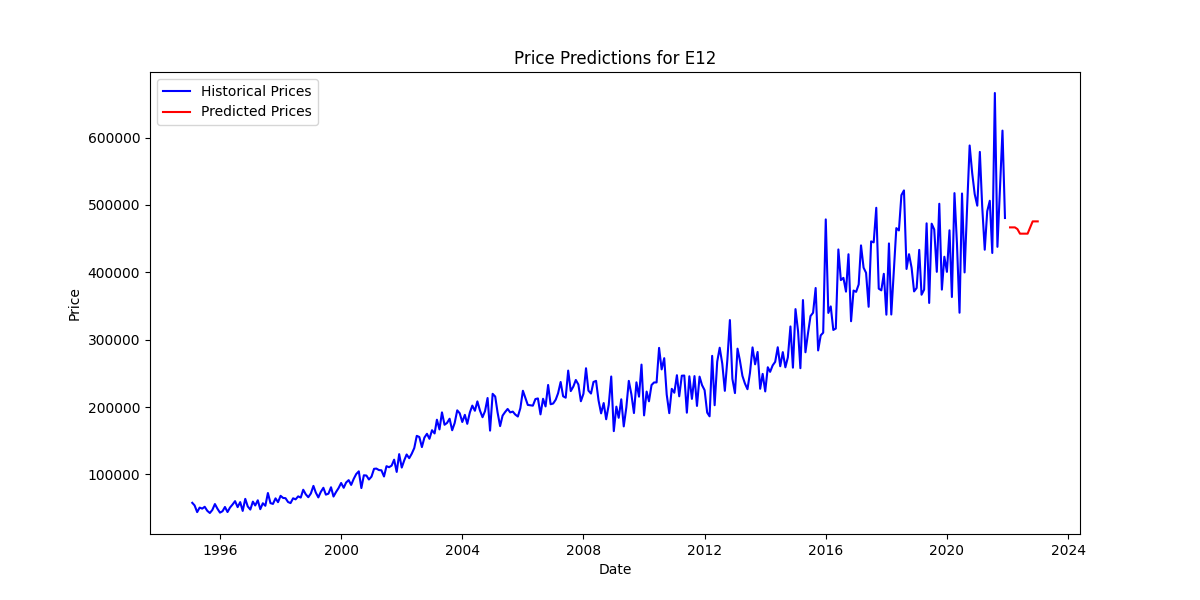 Price Predictions for E12
Historical Prices
Predicted Prices
600000
500000
400000
300000
200000
100000
Price
1996 2000 2004 2008 2012 2016 2020 2024
Date